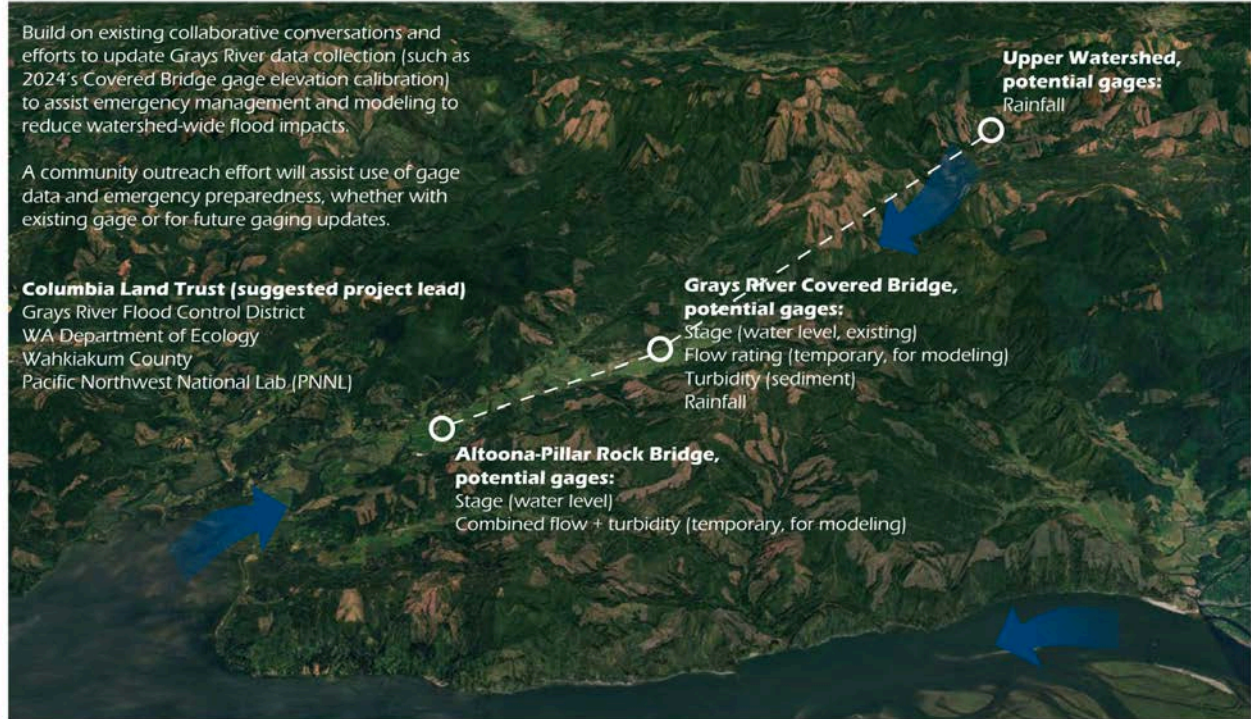 Build on existing collaborative conversations and
efforts to update Grays River data collection (such as
2024's Covered Bridge gage elevation calibration)
to assist emergency management and modeling to
reduce watershed-wide flood impacts.
A community outreach effort will assist use of gage
data and emergency preparedness, whether with
existing gage or for future gaging updates.
Columbia Land Trust (suggested project lead)
Grays River Flood Control District
WA Department of Ecology
Wahkiakum County
Pacific Northwest National Lab (PNNL)
Upper Watershed,
potential gages:
Rainfall
Grays River Covered Bridge,
potential gages:
Stage (water level, existing)
Flow rating (temporary, for modeling)
Turbidity (sediment)
Rainfall
Altoona-Pillar Rock Bridge,
potential gages:
Stage (water level)
Combined flow + turbidity (temporary, for modeling)